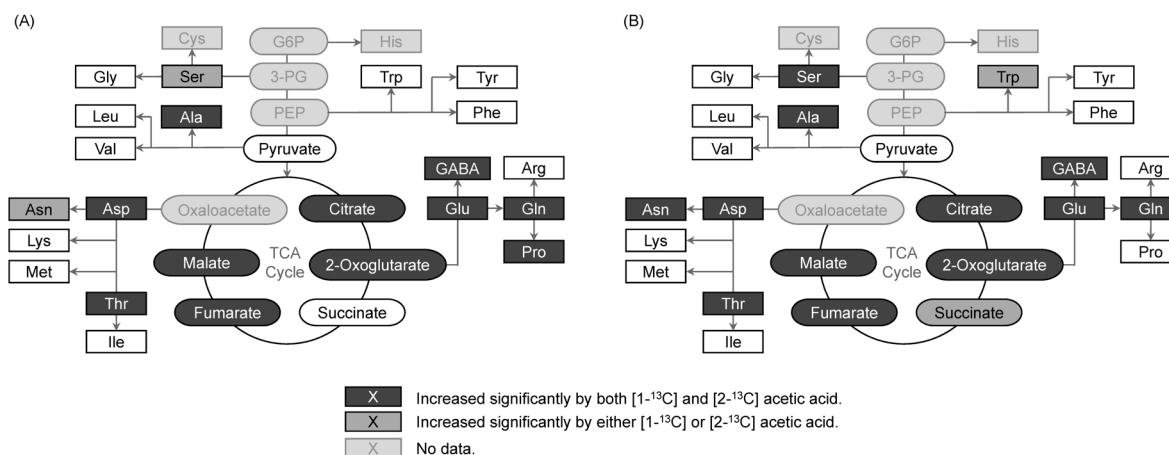 (A)
Cys
G6P
His
Gly
Ser
3-PG
Trp
Tyr
Leu
Ala
PEP
Phe
Val
Pyruvate
GABA
Arg
Asn
Asp
Oxaloacetate
Citrate
Glu
Gln
Lys
Malate
TCA
Cycle
2-Oxoglutarate
Pro
Met
Thr
Fumarate
Succinate
Ile
(B)
Cys
G6P
His
Gly
Ser
3-PG
Trp
Tyr
Leu
Ala
PEP
Phe
Val
Pyruvate
GABA
Arg
Asn
Asp
Oxaloacetate
Citrate
Glu
Gln
Lys
Malate
TCA
Cycle
2-Oxoglutarate
Pro
Met
Thr
Fumarate
Succinate
Ile
X Increased significantly by both [1-¹³C] and [2-¹³C] acetic acid.
X Increased significantly by either [1-¹³C] or [2-¹³C] acetic acid.
X No data.